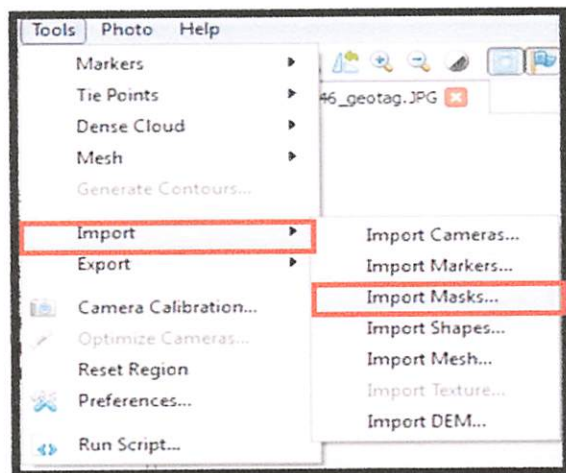 Tools Photo Help
Markers
Tie Points
46_geotag.JPG
Dense Cloud
Mesh
Generate Contours...
Import
Import Cameras...
Export
Import Markers...
Import Masks...
Camera Calibration...
Import Shapes...
Optimize Cameras...
Import Mesh...
Reset Region
Import Texture...
Preferences...
Import DEM...
Run Script...